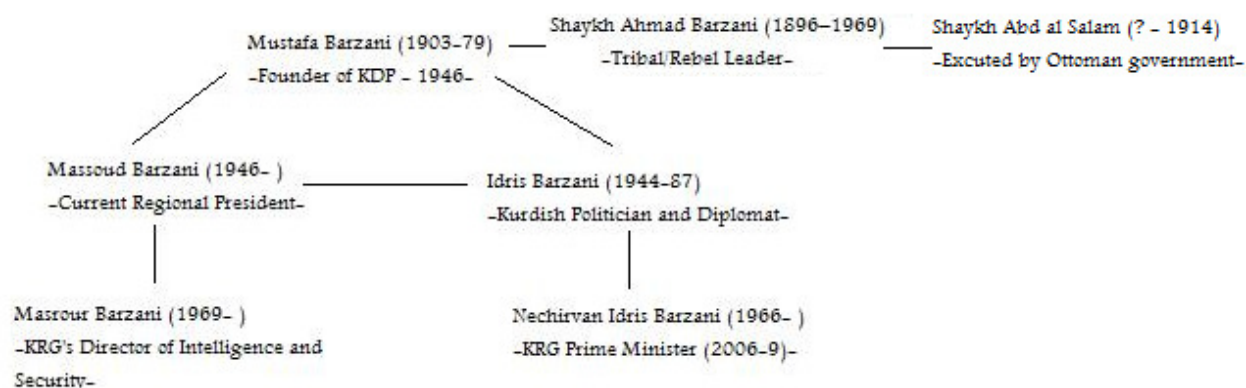 Mustafa Barzani (1903-79)
-Founder of KDP - 1946-
Shaykh Ahmad Barzani (1896–1969)
-Tribal/Rebel Leader-
Shaykh Abd al Salam (? - 1914)
-Excuted by Ottoman government-
Massoud Barzani (1946- )
-Current Regional President-
Idris Barzani (1944-87)
-Kurdish Politician and Diplomat-
Masrour Barzani (1969- )
-KRG's Director of Intelligence and
Security-
Nechirvan Idris Barzani (1966- )
-KRG Prime Minister (2006-9)-